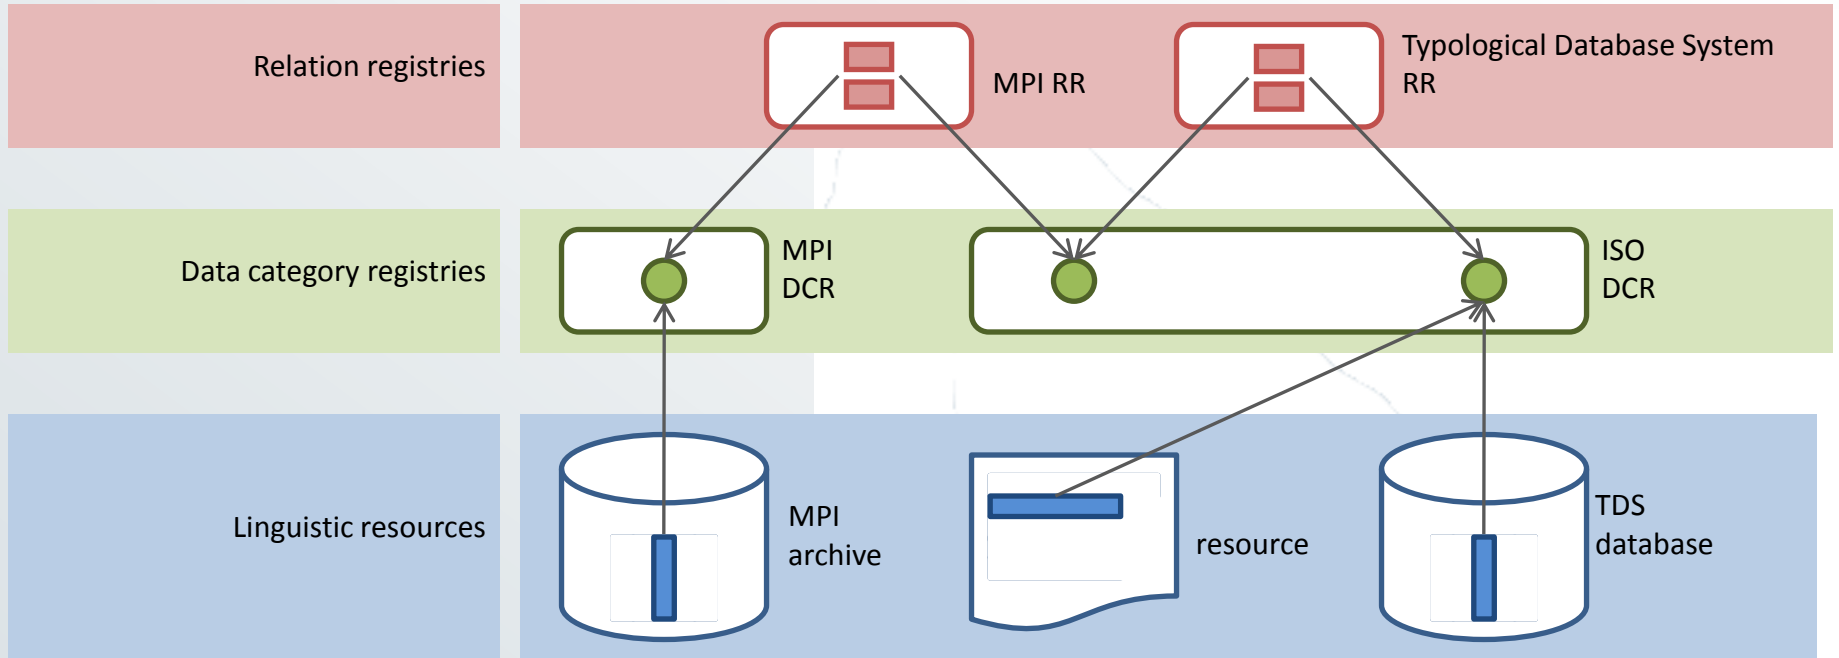 Relation registries
MPI RR
Typological Database System
RR
Data category registries
MPI
DCR
ISO
DCR
Linguistic resources
MPI
archive
resource
TDS
database